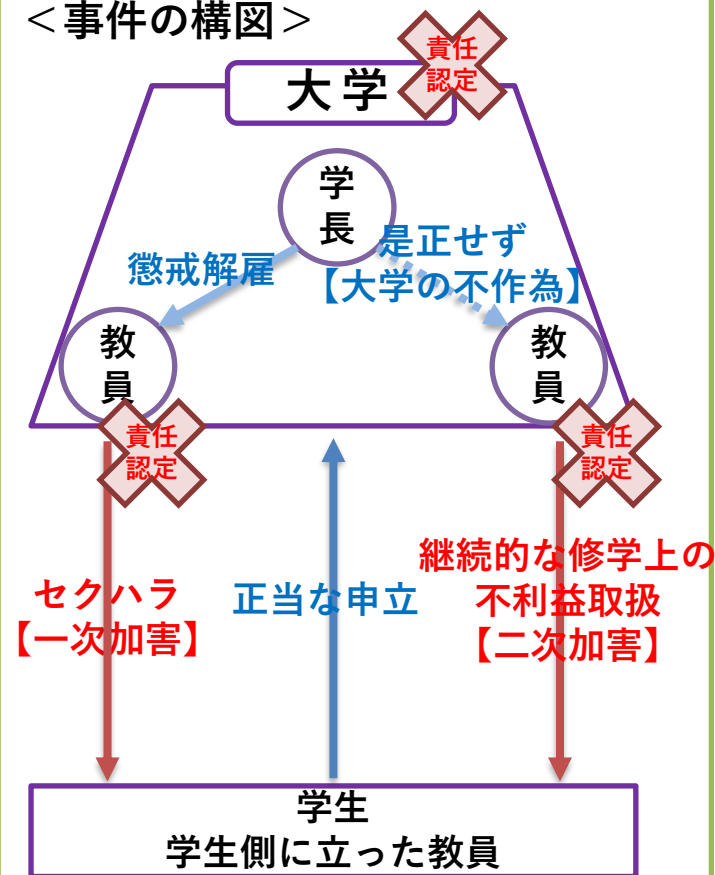 ＜事件の構図＞
責任
認定
大学
学
長
懲戒解雇
是正せず
【大学の不作為】
教
員
教
員
責任
認定
責任
認定
セクハラ
【一次加害】
正当な申立
継続的な修学上の
不利益取扱
【二次加害】
学生
学生側に立った教員